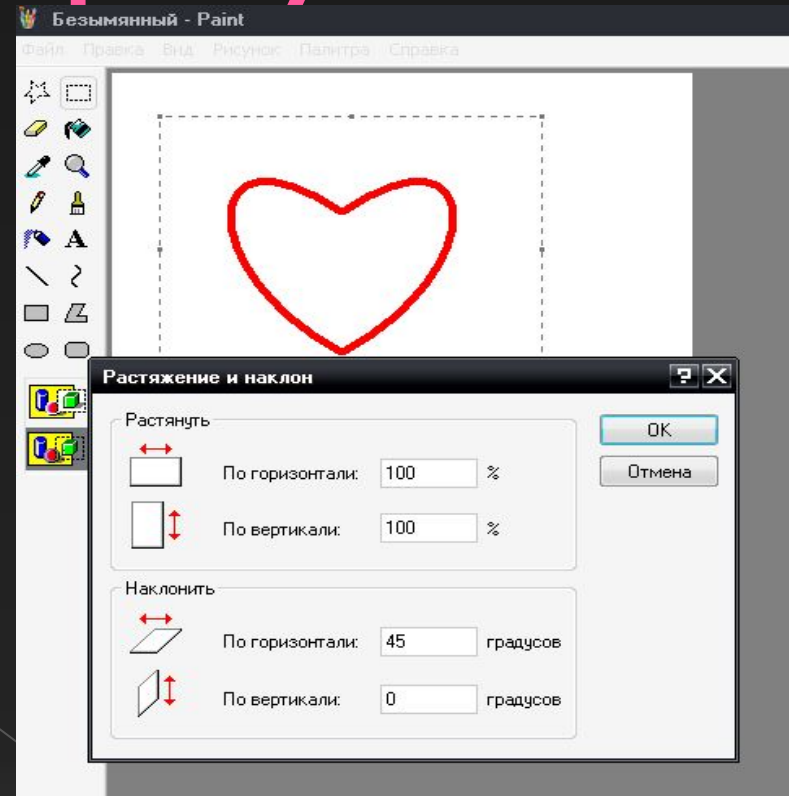 Безымянный - Paint
Файл Правка Вид Рисунок Палитра Справка
A
Растяжение и наклон
Растянуть
По горизонтали: 100 %
По вертикали: 100 %
OK
Отмена
Наклонить
По горизонтали: 45 градусов
По вертикали: 0 градусов